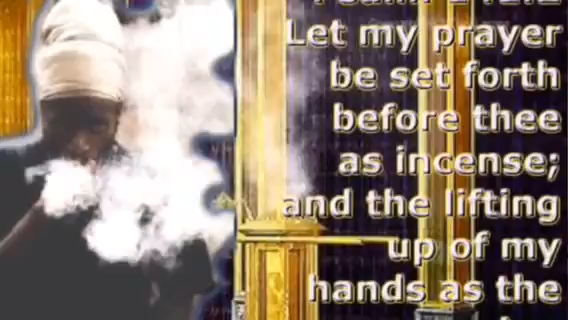 Let my prayer
be set forth
before thee
as incense;
and the lifting
up of my
hands as the